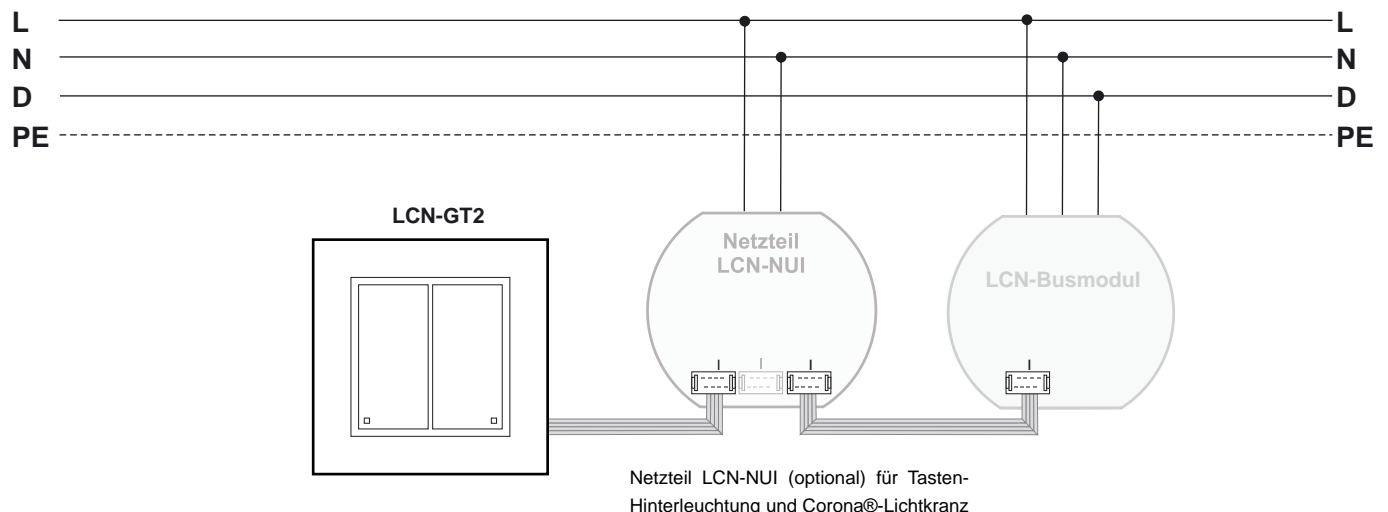 L L
N N
D D
PE PE
LCN-GT2
Netzteil
LCN-NUI
LCN-Busmodul
I I I I
Netzteil LCN-NUI (optional) für Tasten-
Hinterleuchtung und Corona®-Lichtkranz